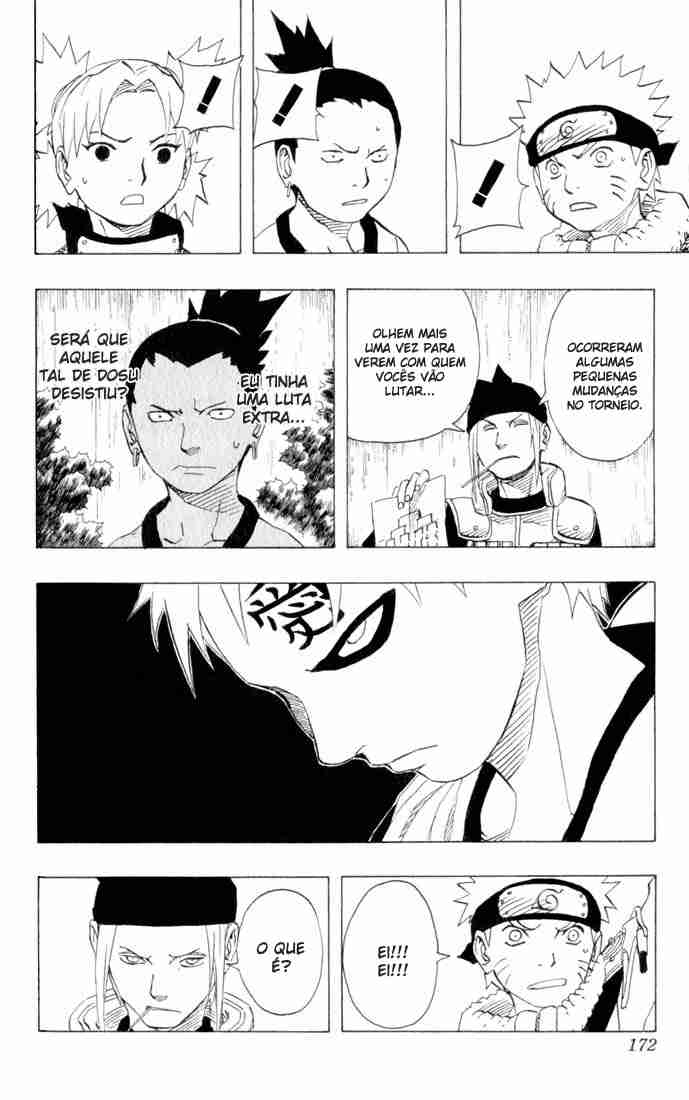 !
!
!
OCORRERAM
ALGUMAS
PEQUENAS
MUDANÇAS
NO TORNEIO.
OLHEM MAIS
UMA VEZ PARA
VEREM COM QUEM
VOCÊS VÃO
LUTAR...
EU TINHA
UMA LUTA
EXTRA...
SERÁ QUE
AQUELE
TAL DE DOSU
DESISTIU?
愛
EI!!!
EI!!!
O QUE
É?
172